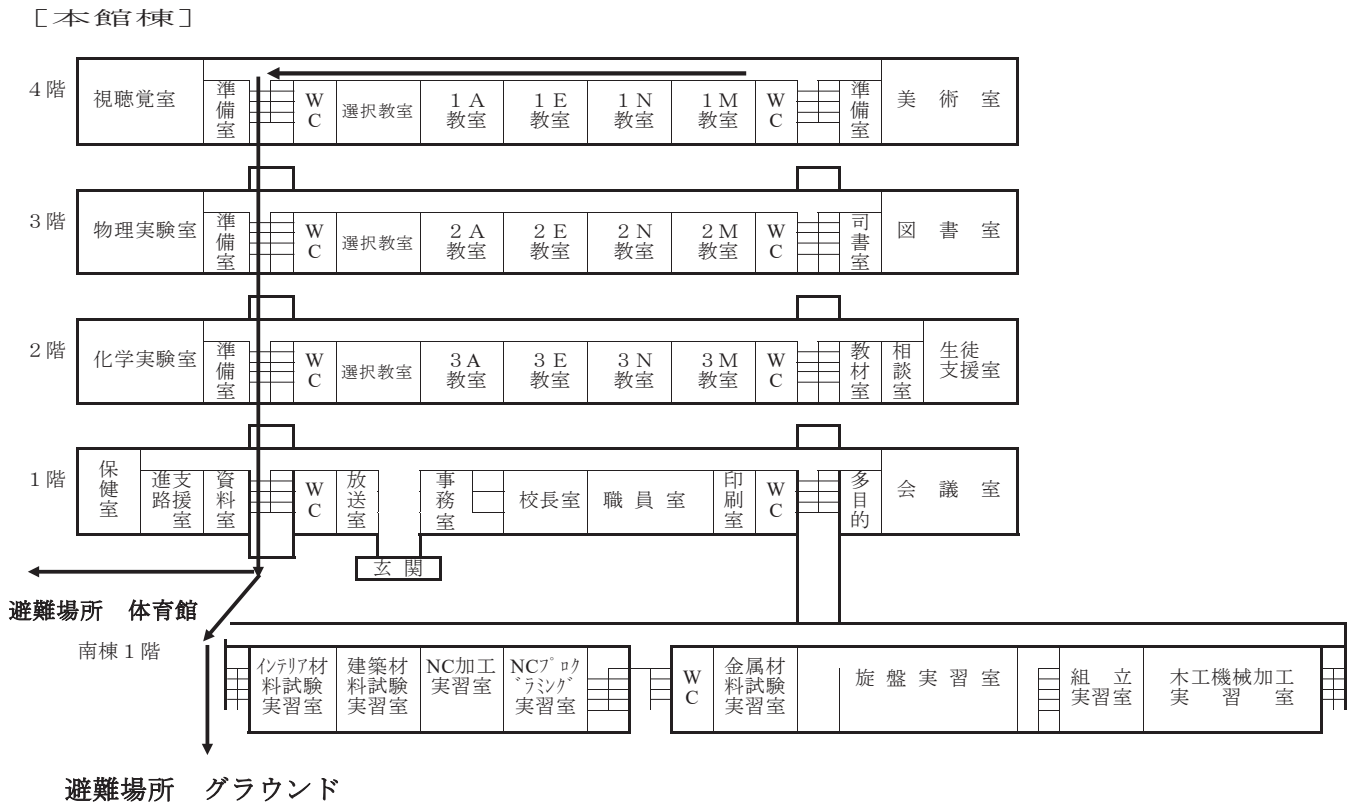 ［本館棟］
4階
視聴覚室
準備室
WC
選択教室
1A教室
1E教室
1N教室
1M教室
WC
準備室
美術室
3階
物理実験室
準備室
WC
選択教室
2A教室
2E教室
2N教室
2M教室
WC
司書室
図書室
2階
化学実験室
準備室
WC
選択教室
3A教室
3E教室
3N教室
3M教室
WC
教材室
相談室
生徒
支援室
1階
保健室
進路
支援室
資料室
WC
放送室
事務室
校長室
職員室
印刷室
WC
多目的
会議室
玄関
避難場所　体育館
南棟1階
ｲﾝﾃﾘｱ材
料試験
実習室
建築材
料試験
実習室
NC加工
実習室
NCﾌﾟﾛｸ
ﾞﾗﾐﾝｸﾞ
実習室
WC
金属材
料試験
実習室
旋盤実習室
組立
実習室
木工機械加工
実習室
避難場所　グラウンド